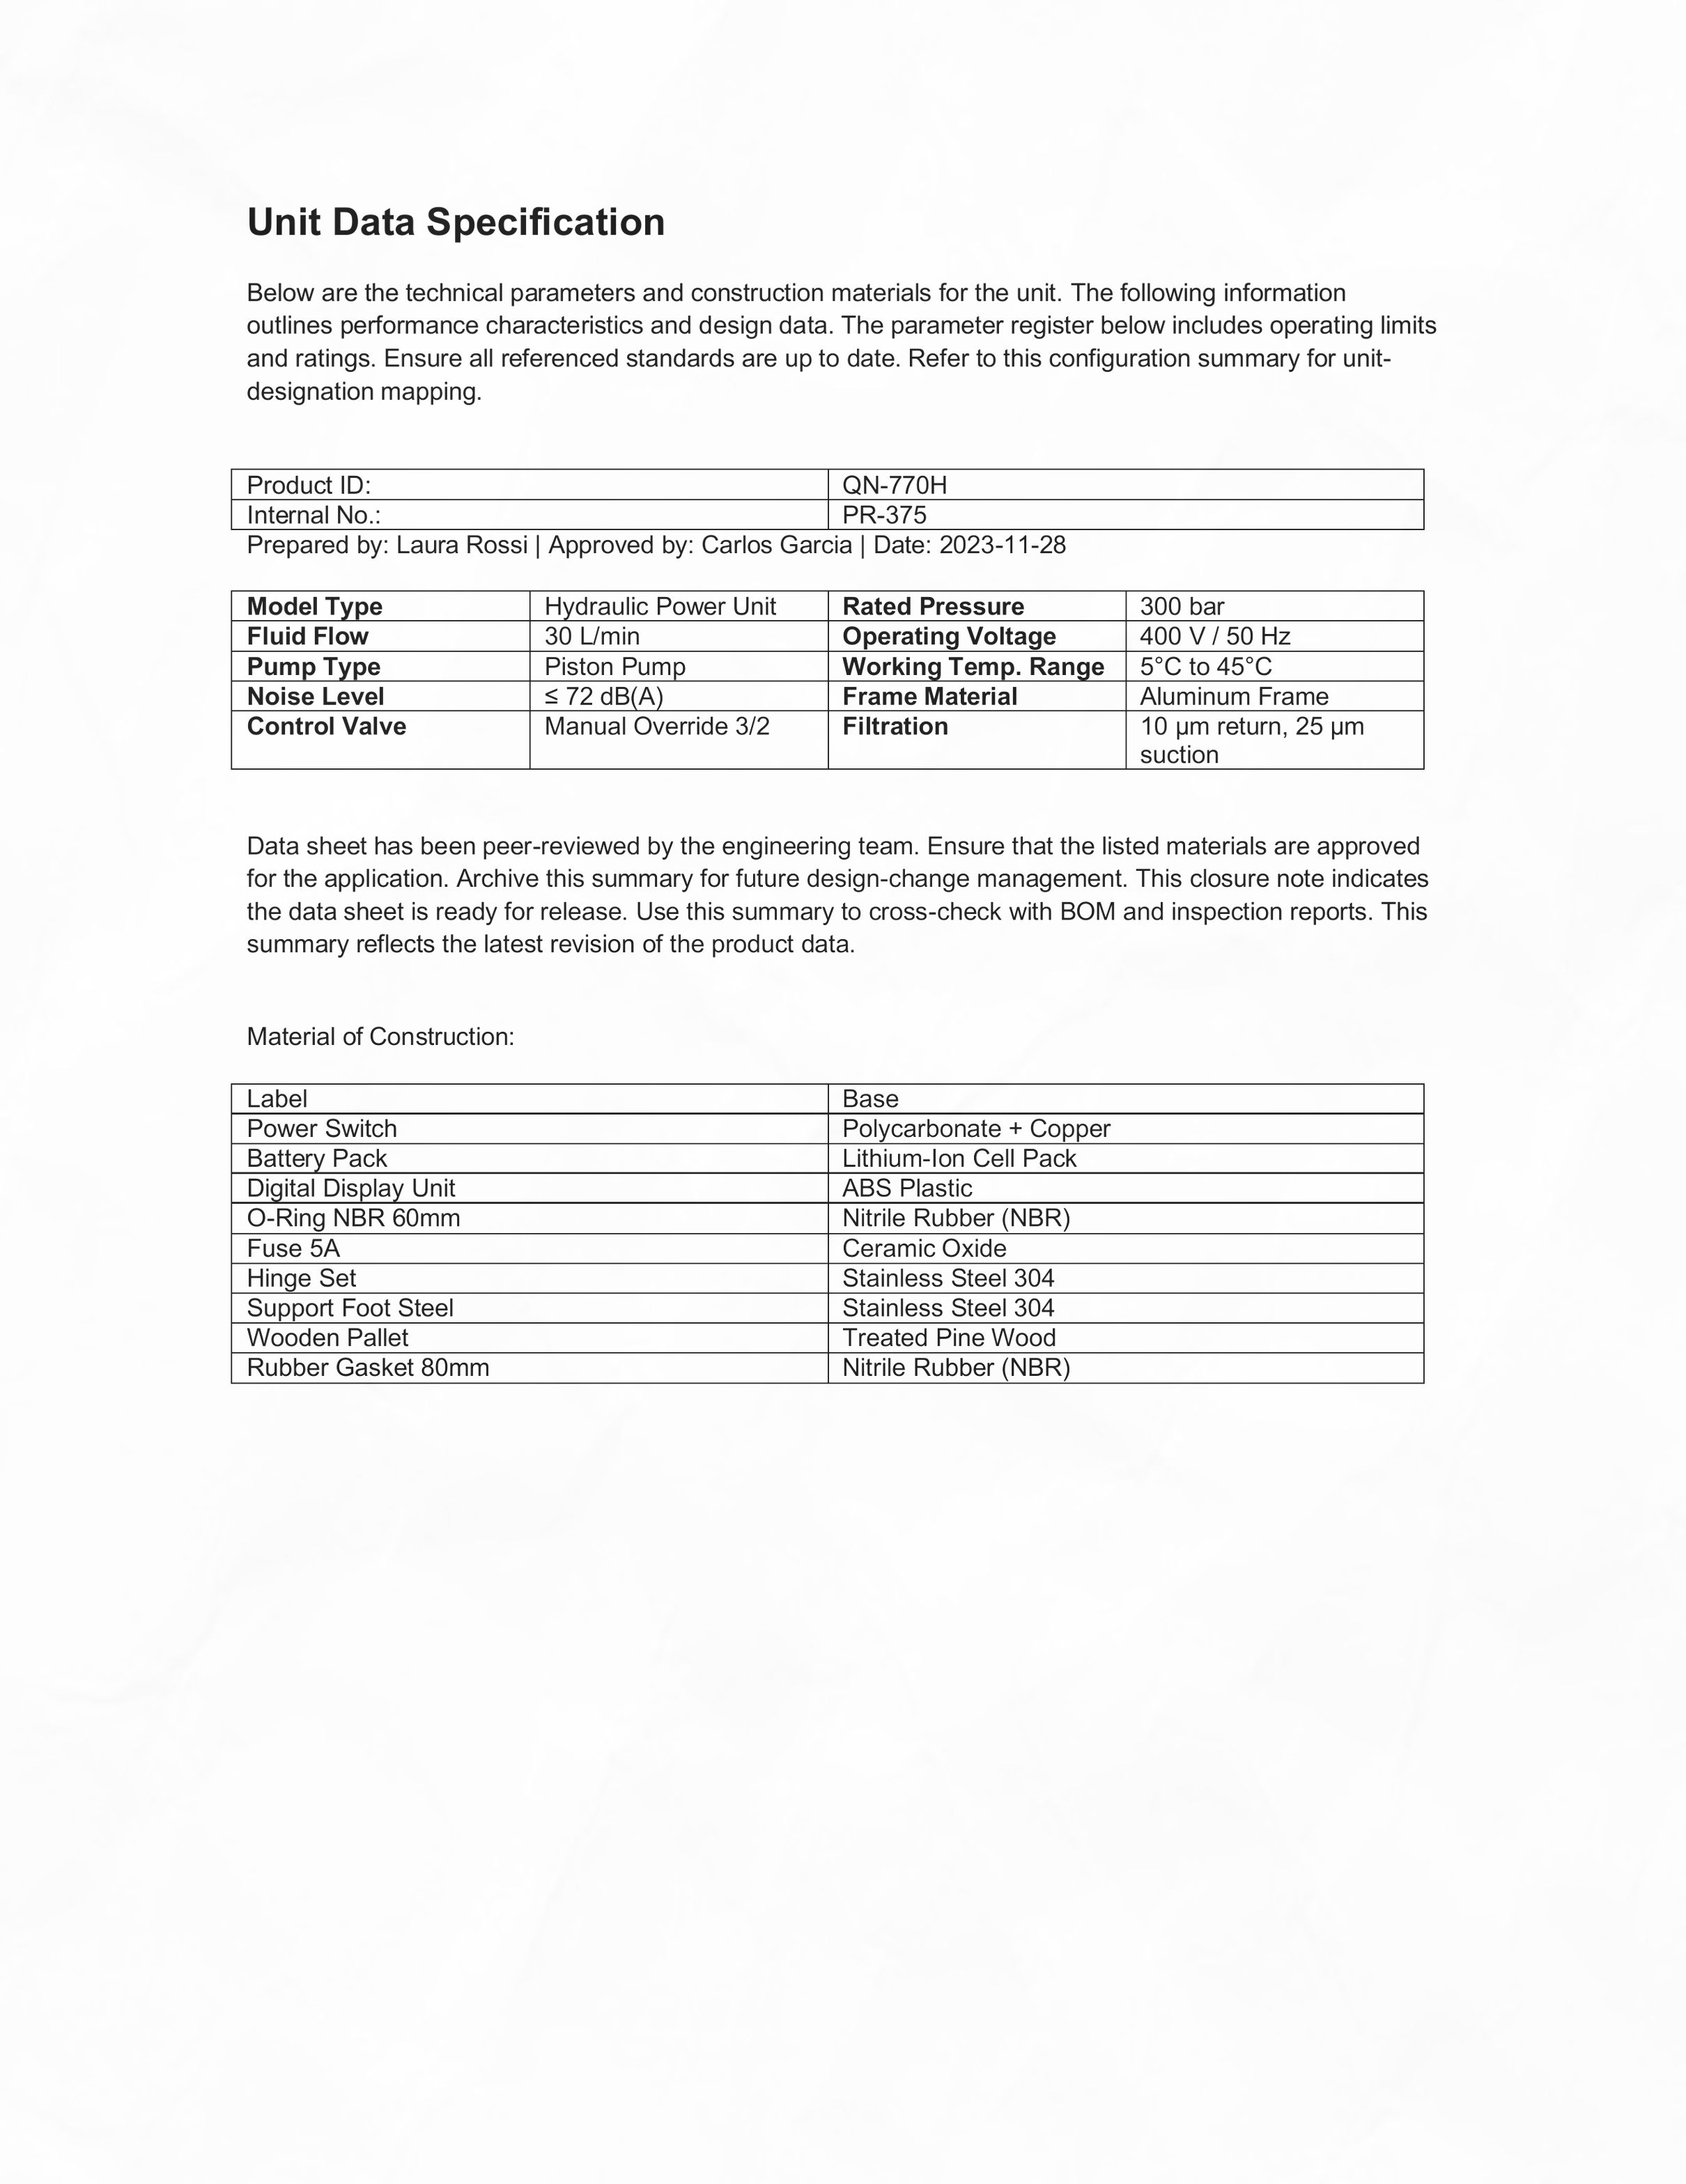 Unit Data Specification
Below are the technical parameters and construction materials for the unit. The following information
outlines performance characteristics and design data. The parameter register below includes operating limits
and ratings. Ensure all referenced standards are up to date. Refer to this configuration summary for unit-
designation mapping.
Product ID: QN-770H
Internal No.: PR-375
Prepared by: Laura Rossi | Approved by: Carlos Garcia | Date: 2023-11-28
Model Type Hydraulic Power Unit Rated Pressure 300 bar
Fluid Flow 30 L/min Operating Voltage 400 V / 50 Hz
Pump Type Piston Pump Working Temp. Range 5°C to 45°C
Noise Level ≤ 72 dB(A) Frame Material Aluminum Frame
Control Valve Manual Override 3/2 Filtration 10 µm return, 25 µm
suction
Data sheet has been peer-reviewed by the engineering team. Ensure that the listed materials are approved
for the application. Archive this summary for future design-change management. This closure note indicates
the data sheet is ready for release. Use this summary to cross-check with BOM and inspection reports. This
summary reflects the latest revision of the product data.
Material of Construction:
Label Base
Power Switch Polycarbonate + Copper
Battery Pack Lithium-Ion Cell Pack
Digital Display Unit ABS Plastic
O-Ring NBR 60mm Nitrile Rubber (NBR)
Fuse 5A Ceramic Oxide
Hinge Set Stainless Steel 304
Support Foot Steel Stainless Steel 304
Wooden Pallet Treated Pine Wood
Rubber Gasket 80mm Nitrile Rubber (NBR)